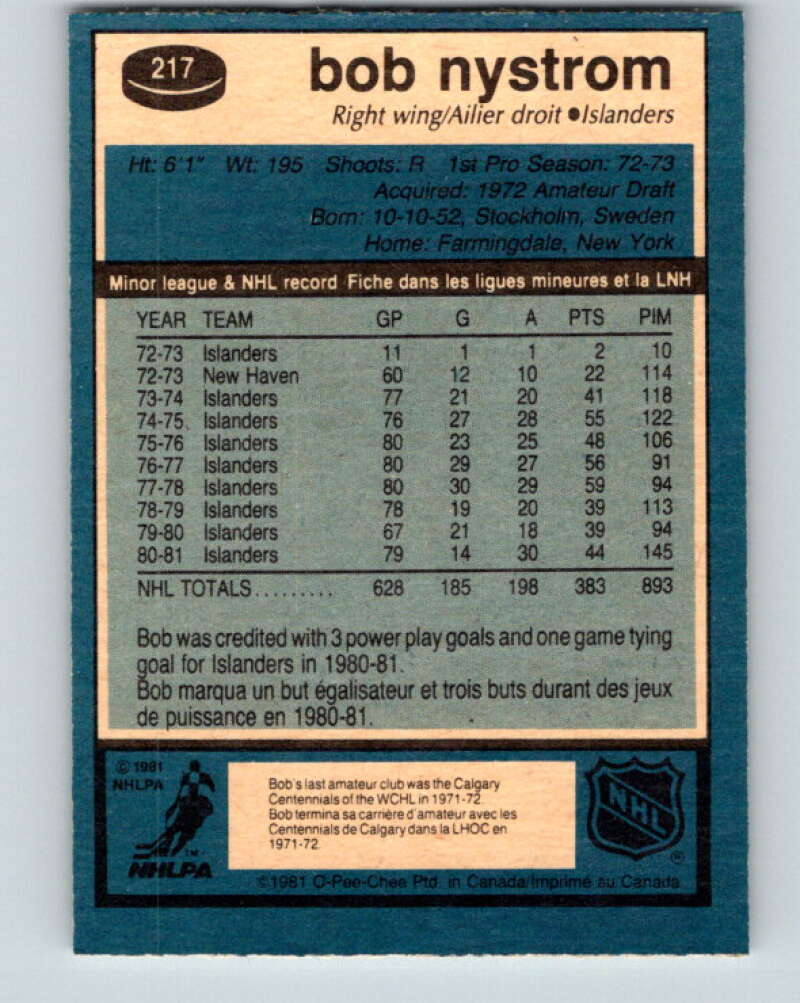 217
bob nystrom
Right wing/Ailier droit ●Islanders
Ht: 6'1" Wt: 195 Shoots: R 1st Pro Season: 72-73
Acquired: 1972 Amateur Draft
Born: 10-10-52, Stockholm, Sweden
Home: Farmingdale, New York
Minor league & NHL record Fiche dans les ligues mineures et la LNH
YEAR TEAM GP G A PTS PIM
72-73 Islanders 11 1 1 2 10
72-73 New Haven 60 12 10 22 114
73-74 Islanders 77 21 20 41 118
74-75 Islanders 76 27 28 55 122
75-76 Islanders 80 23 25 48 106
76-77 Islanders 80 29 27 56 91
77-78 Islanders 80 30 29 59 94
78-79 Islanders 78 19 20 39 113
79-80 Islanders 67 21 18 39 94
80-81 Islanders 79 14 30 44 145
NHL TOTALS......... 628 185 198 383 893
Bob was credited with 3 power play goals and one game tying
goal for Islanders in 1980-81.
Bob marqua un but égalisateur et trois buts durant des jeux
de puissance en 1980-81.
© 1981
NHLPA
NHLPA
™
Bob's last amateur club was the Calgary
Centennials of the WCHL in 1971-72.
Bob termina sa carrière d'amateur avec les
Centennials de Calgary dans la LHOC en
1971-72.
NHL
®
©1981 O-Pee-Chee Ptd. in Canada/Imprimé au Canada